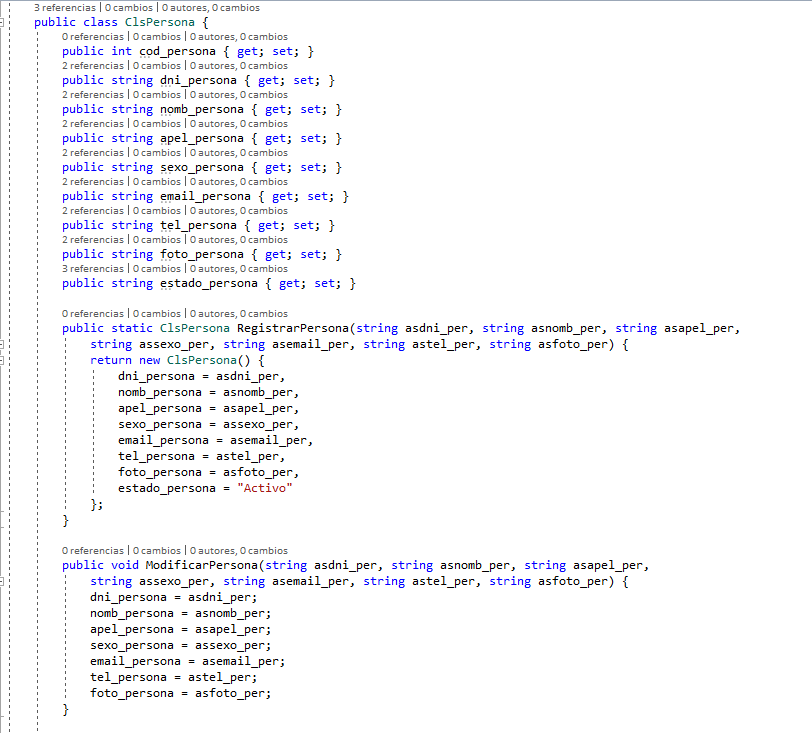 3 referencias | 0 cambios | 0 autores, 0 cambios
public class ClsPersona {
0 referencias | 0 cambios | 0 autores, 0 cambios
public int cod_persona { get; set; }
2 referencias | 0 cambios | 0 autores, 0 cambios
public string dni_persona { get; set; }
2 referencias | 0 cambios | 0 autores, 0 cambios
public string nomb_persona { get; set; }
2 referencias | 0 cambios | 0 autores, 0 cambios
public string apel_persona { get; set; }
2 referencias | 0 cambios | 0 autores, 0 cambios
public string sexo_persona { get; set; }
2 referencias | 0 cambios | 0 autores, 0 cambios
public string email_persona { get; set; }
2 referencias | 0 cambios | 0 autores, 0 cambios
public string tel_persona { get; set; }
2 referencias | 0 cambios | 0 autores, 0 cambios
public string foto_persona { get; set; }
3 referencias | 0 cambios | 0 autores, 0 cambios
public string estado_persona { get; set; }
0 referencias | 0 cambios | 0 autores, 0 cambios
public static ClsPersona RegistrarPersona(string asdni_per, string asnomb_per, string asapel_per,
string assexo_per, string asemail_per, string astel_per, string asfoto_per) {
return new ClsPersona() {
dni_persona = asdni_per,
nomb_persona = asnomb_per,
apel_persona = asapel_per,
sexo_persona = assexo_per,
email_persona = asemail_per,
tel_persona = astel_per,
foto_persona = asfoto_per,
estado_persona = "Activo"
};
}
0 referencias | 0 cambios | 0 autores, 0 cambios
public void ModificarPersona(string asdni_per, string asnomb_per, string asapel_per,
string assexo_per, string asemail_per, string astel_per, string asfoto_per) {
dni_persona = asdni_per;
nomb_persona = asnomb_per;
apel_persona = asapel_per;
sexo_persona = assexo_per;
email_persona = asemail_per;
tel_persona = astel_per;
foto_persona = asfoto_per;
}